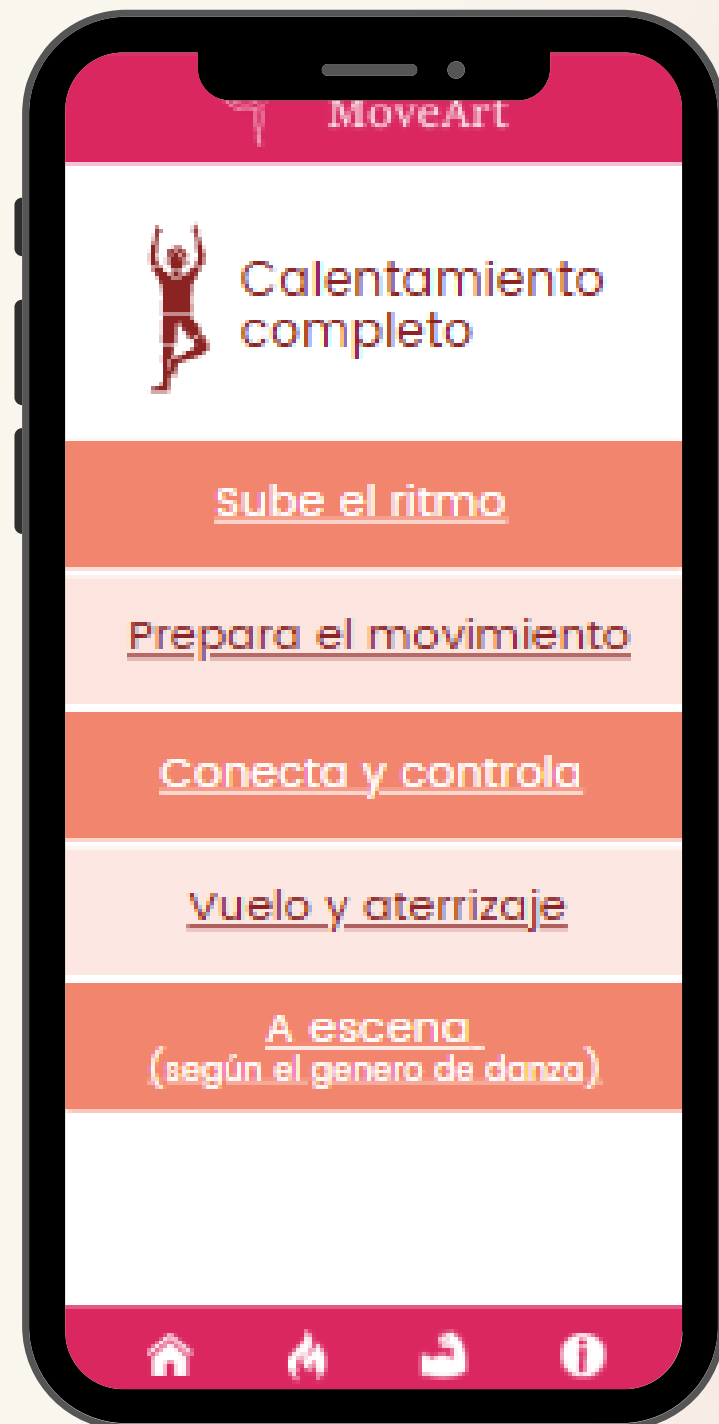 MoveArt
Calentamiento
completo
Sube el ritmo
Prepara el movimiento
Conecta y controla
Vuelo y aterrizaje
A escena
(según el genero de danza)